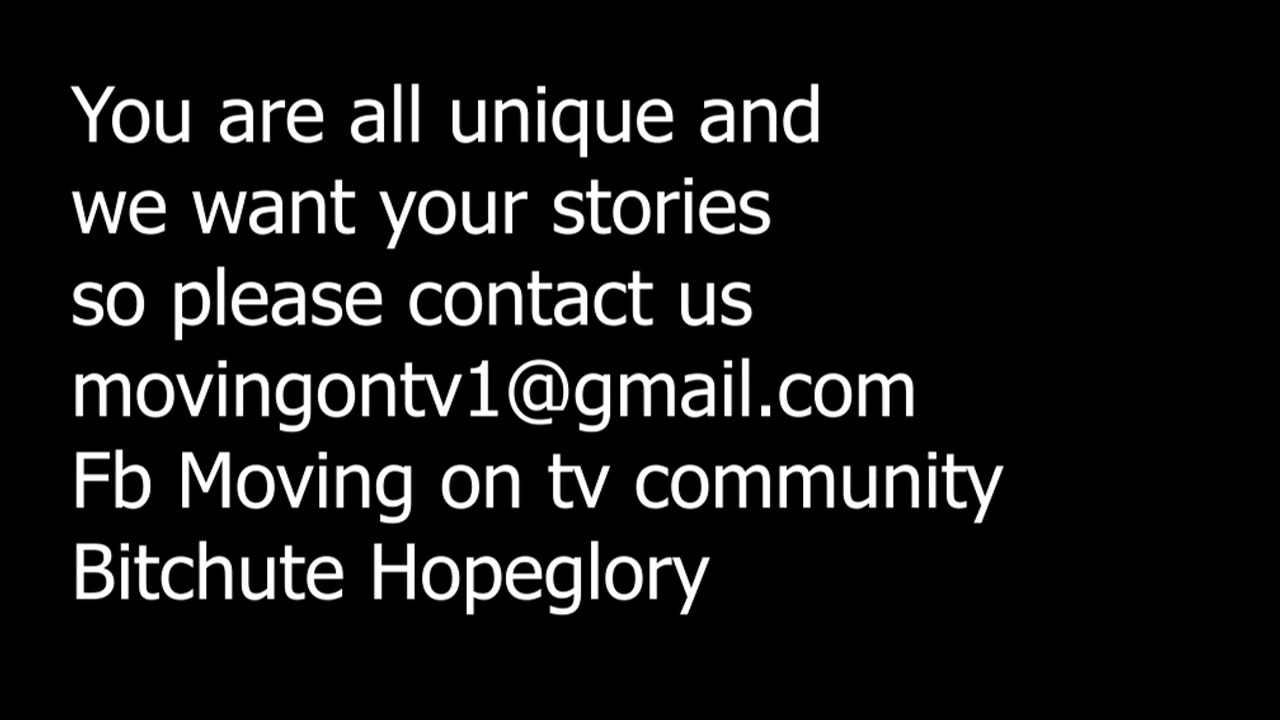 You are all unique and
we want your stories
so please contact us
movingontv1@gmail.com
Fb Moving on tv community
Bitchute Hopeglory